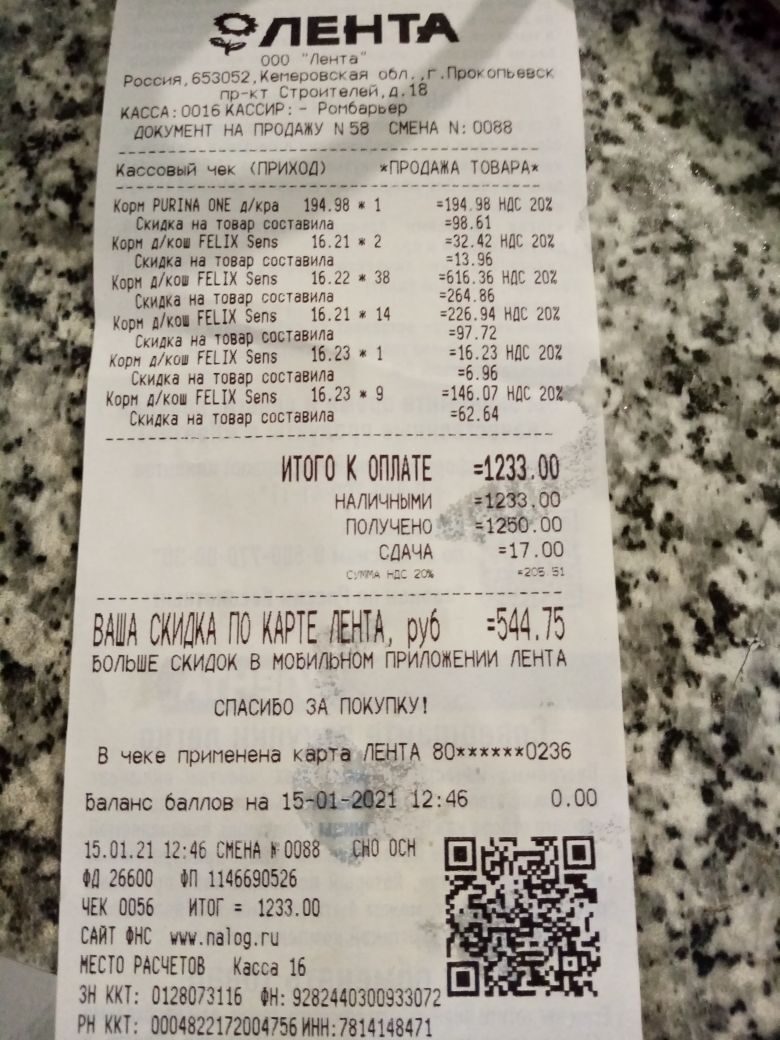 ЛЕНТА
ООО "Лента"
Россия,653052,Кемеровская обл.,г.Прокопьевск
пр-кт Строителей,д.18
КАССА:0016 КАССИР: - Ромбарьер
ДОКУМЕНТ НА ПРОДАЖУ N58 СМЕНА N: 0088
Кассовый чек (ПРИХОД) *ПРОДАЖА ТОВАРА*
Корм PURINA ONE д/кра 194.98 * 1 =194.98 НДС 20%
Скидка на товар составила =98.61
Корм д/кош FELIX Sens 16.21 * 2 =32.42 НДС 20%
Скидка на товар составила =13.96
Корм д/кош FELIX Sens 16.22 * 38 =616.36 НДС 20%
Скидка на товар составила =264.86
Корм д/кош FELIX Sens 16.21 * 14 =226.94 НДС 20%
Скидка на товар составила =97.72
Корм д/кош FELIX Sens 16.23 * 1 =16.23 НДС 20%
Скидка на товар составила =6.96
Корм д/кош FELIX Sens 16.23 * 9 =146.07 НДС 20%
Скидка на товар составила =62.64
ИТОГО К ОПЛАТЕ =1233.00
НАЛИЧНЫМИ =1233.00
ПОЛУЧЕНО =1250.00
СДАЧА =17.00
СУММА НДС 20% =205.51
ВАША СКИДКА ПО КАРТЕ ЛЕНТА, руб =544.75
БОЛЬШЕ СКИДОК В МОБИЛЬНОМ ПРИЛОЖЕНИИ ЛЕНТА
СПАСИБО ЗА ПОКУПКУ!
В чеке применена карта ЛЕНТА 80******0236
Баланс баллов на 15-01-2021 12:46 0.00
15.01.21 12:46 СМЕНА № 0088 СНО ОСН
ФД 26600 ФП 1146690526
ЧЕК 0056 ИТОГ = 1233.00
САЙТ ФНС www.nalog.ru
МЕСТО РАСЧЕТОВ Касса 16
ЗН ККТ: 0128073116 ФН: 9282440300933072
РН ККТ: 0004822172004756 ИНН:7814148471